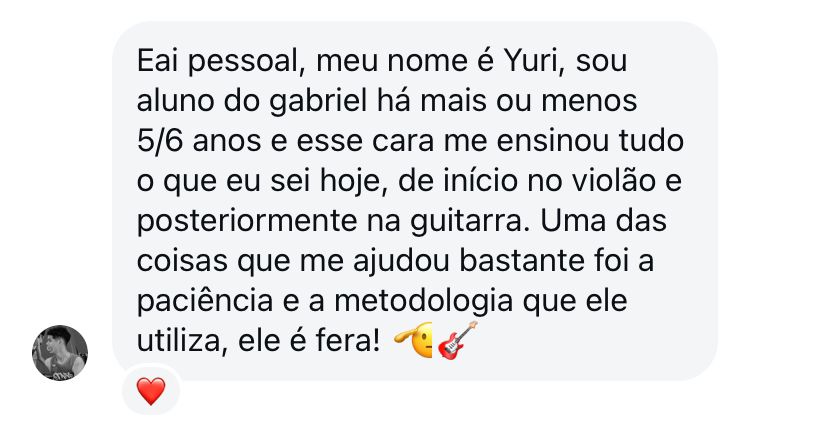 Eai pessoal, meu nome é Yuri, sou
aluno do gabriel há mais ou menos
5/6 anos e esse cara me ensinou tudo
o que eu sei hoje, de início no violão e
posteriormente na guitarra. Uma das
coisas que me ajudou bastante foi a
paciência e a metodologia que ele
utiliza, ele é fera! 🫡🎸
❤️